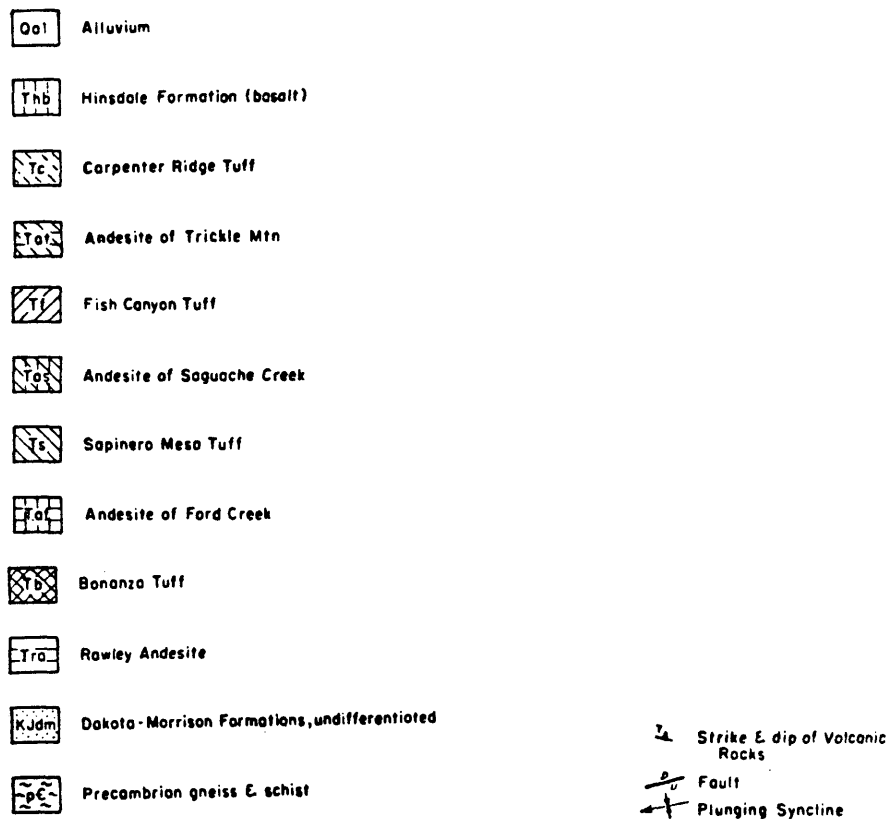 Qal Alluvium
Thb Hinsdale Formation (basalt)
Tc Carpenter Ridge Tuff
Tat Andesite of Trickle Mtn
Tf Fish Canyon Tuff
Tas Andesite of Saguache Creek
Ts Sapinero Mesa Tuff
Taf Andesite of Ford Creek
Tb Bonanza Tuff
Tra Rawley Andesite
KJdm Dakota-Morrison Formations, undifferentiated
p€ Precambrian gneiss & schist
Strike & dip of Volcanic
Rocks
D
U Fault
Plunging Syncline